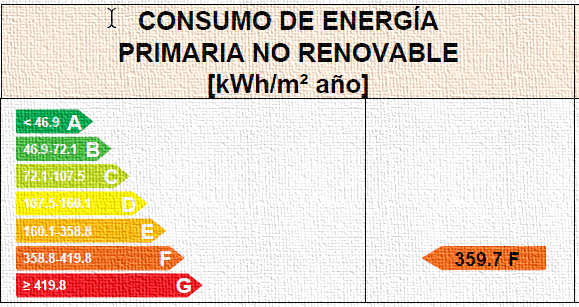 CONSUMO DE ENERGÍA
PRIMARIA NO RENOVABLE
[kWh/m² año]
< 46.9 A
46.9-72.1 B
72.1-107.5 C
107.5-160.1 D
160.1-358.8 E
358.8-419.8 F
359.7 F
≥ 419.8 G